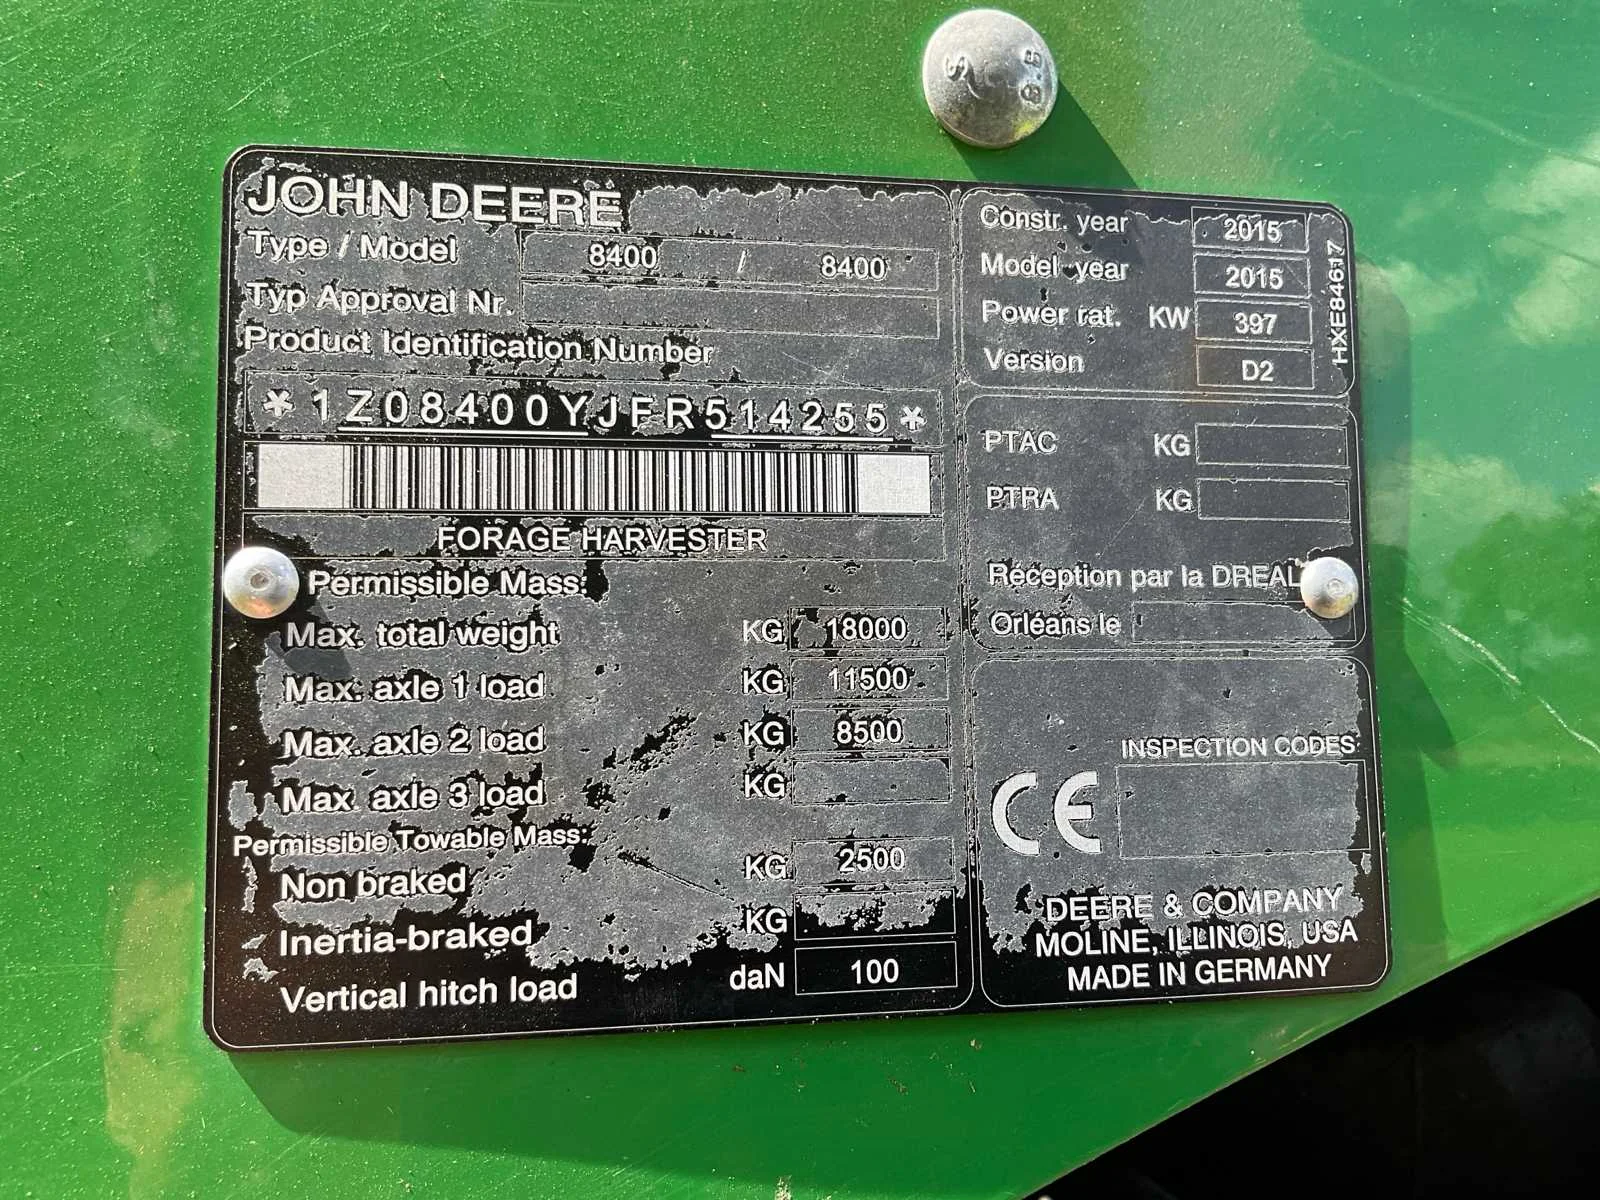 JOHN DEERE
Type / Model 8400 / 8400
Typ Approval Nr.
Product Identification Number
*1Z08400YJFR514255*
FORAGE HARVESTER
Permissible Mass:
Max. total weight KG 18000
Max. axle 1 load KG 11500
Max. axle 2 load KG 8500
Max. axle 3 load KG
Permissible Towable Mass:
Non braked KG 2500
Inertia-braked KG
Vertical hitch load daN 100
Constr. year 2015
Model year 2015
Power rat. KW 397
Version D2
HXE84617
PTAC KG
PTRA KG
Réception par la DREAL
Orléans le
INSPECTION CODES
CE
DEERE & COMPANY
MOLINE, ILLINOIS, USA
MADE IN GERMANY